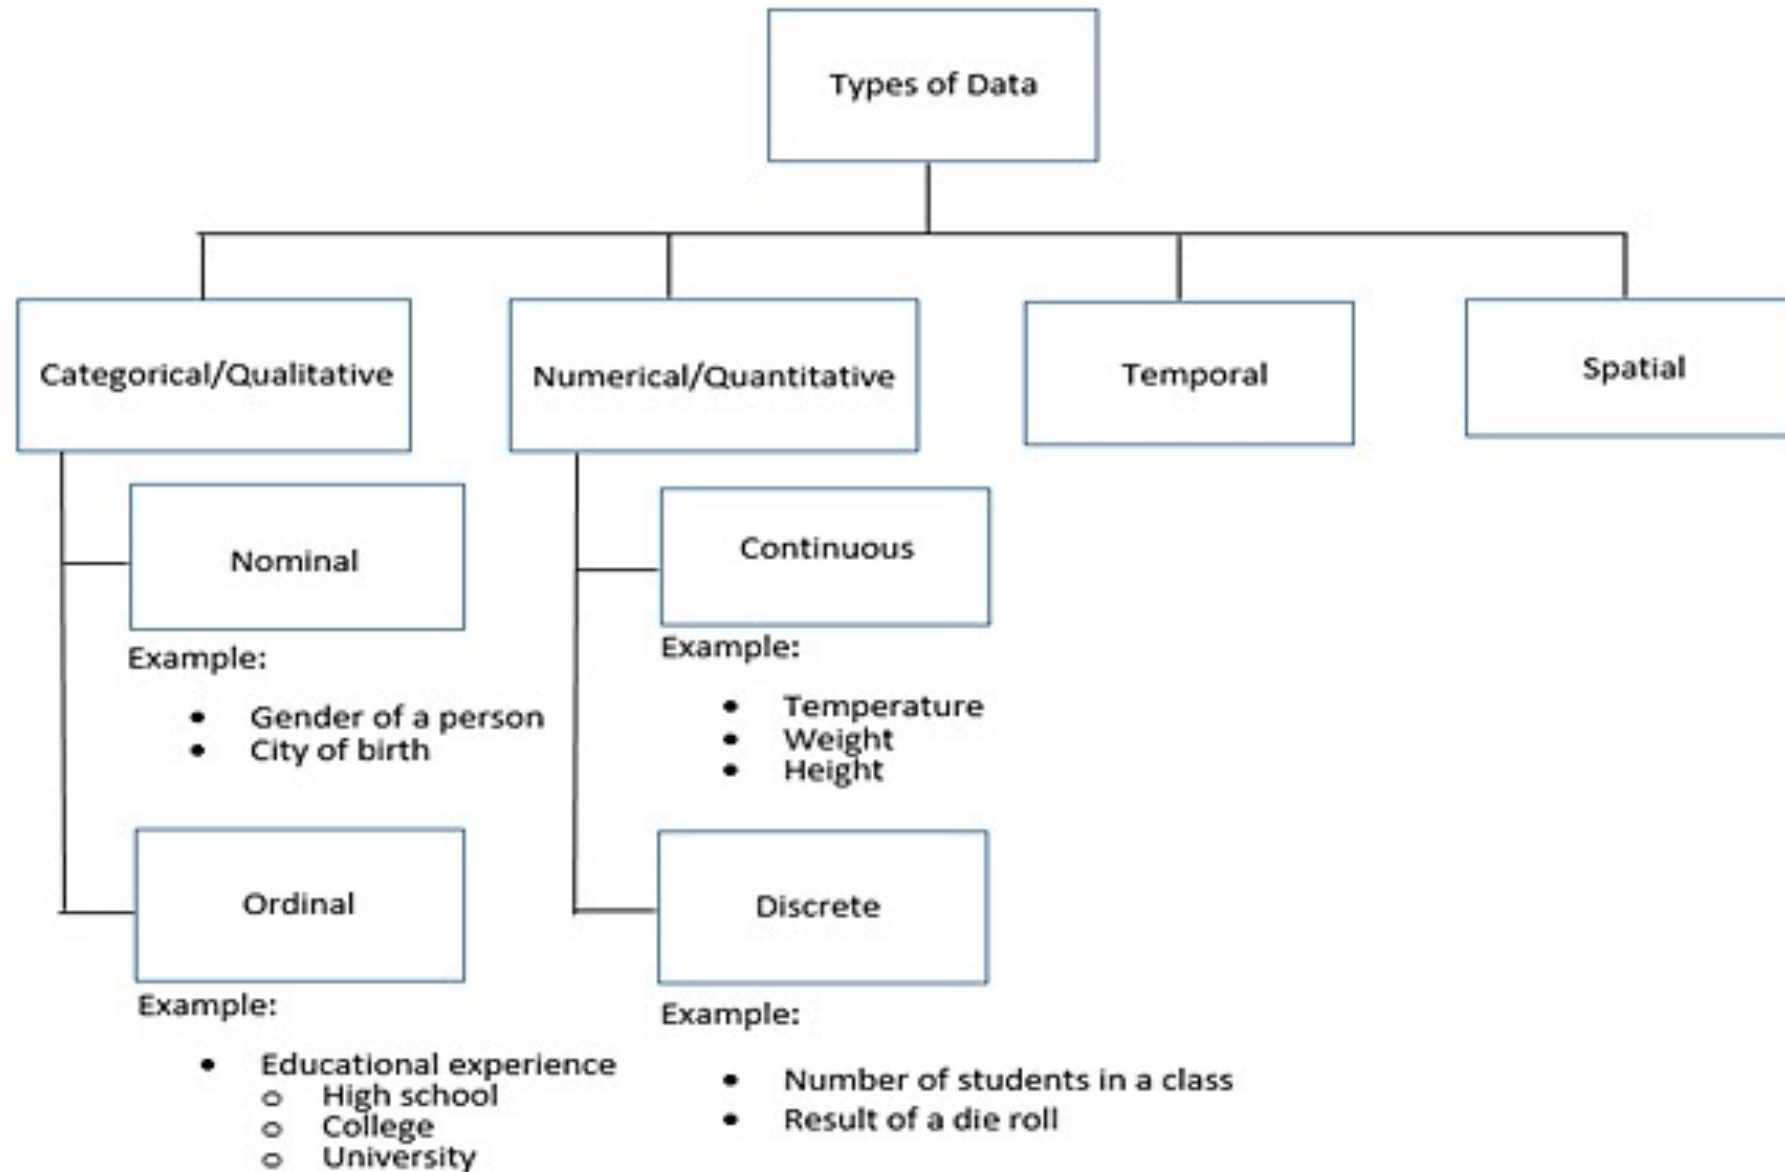 Types of Data
Categorical/Qualitative
Numerical/Quantitative
Temporal
Spatial
Nominal
Example:
• Gender of a person
• City of birth
Ordinal
Example:
• Educational experience
o High school
o College
o University
Continuous
Example:
• Temperature
• Weight
• Height
Discrete
Example:
• Number of students in a class
• Result of a die roll